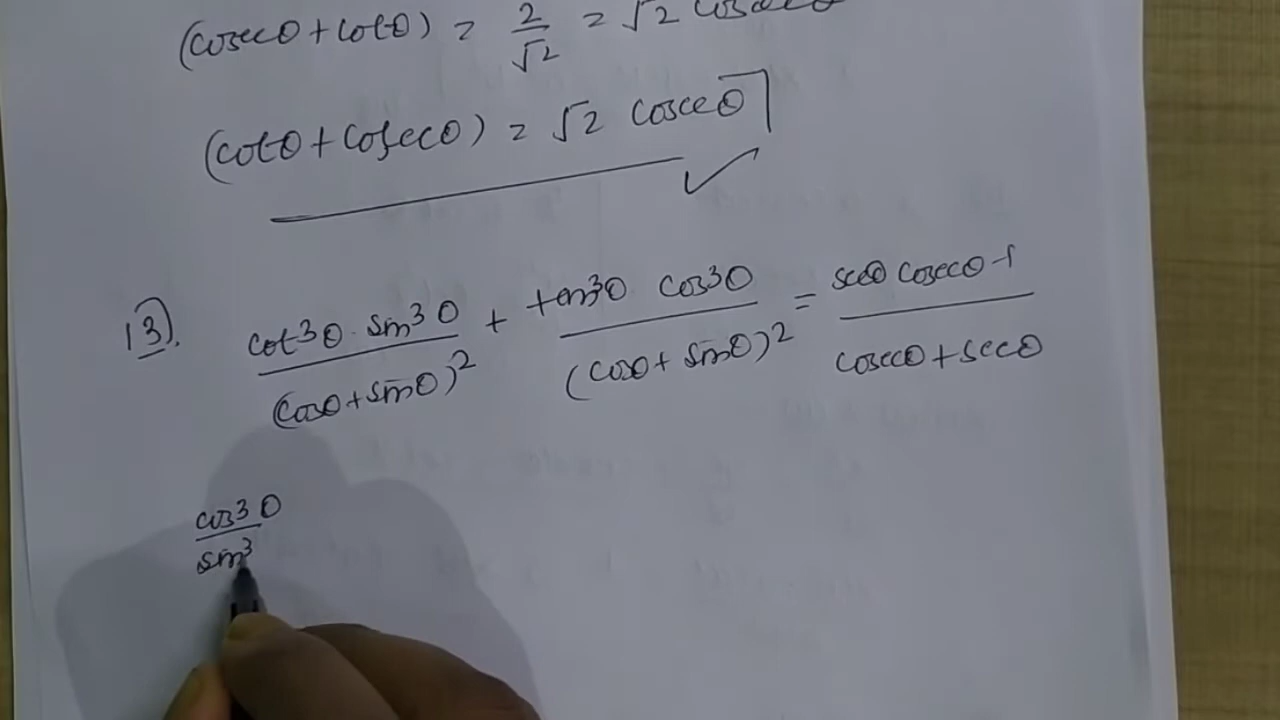 (cosecθ + cotθ) = 2/√2 = √2
(cotθ + cosecθ) = √2 cosecθ
13). cot³θ · sin³θ/(cosθ + sinθ)² + tan³θ cos³θ/(cosθ + sinθ)² = secθ cosecθ - 1/cosecθ + secθ
cos³θ
sin³